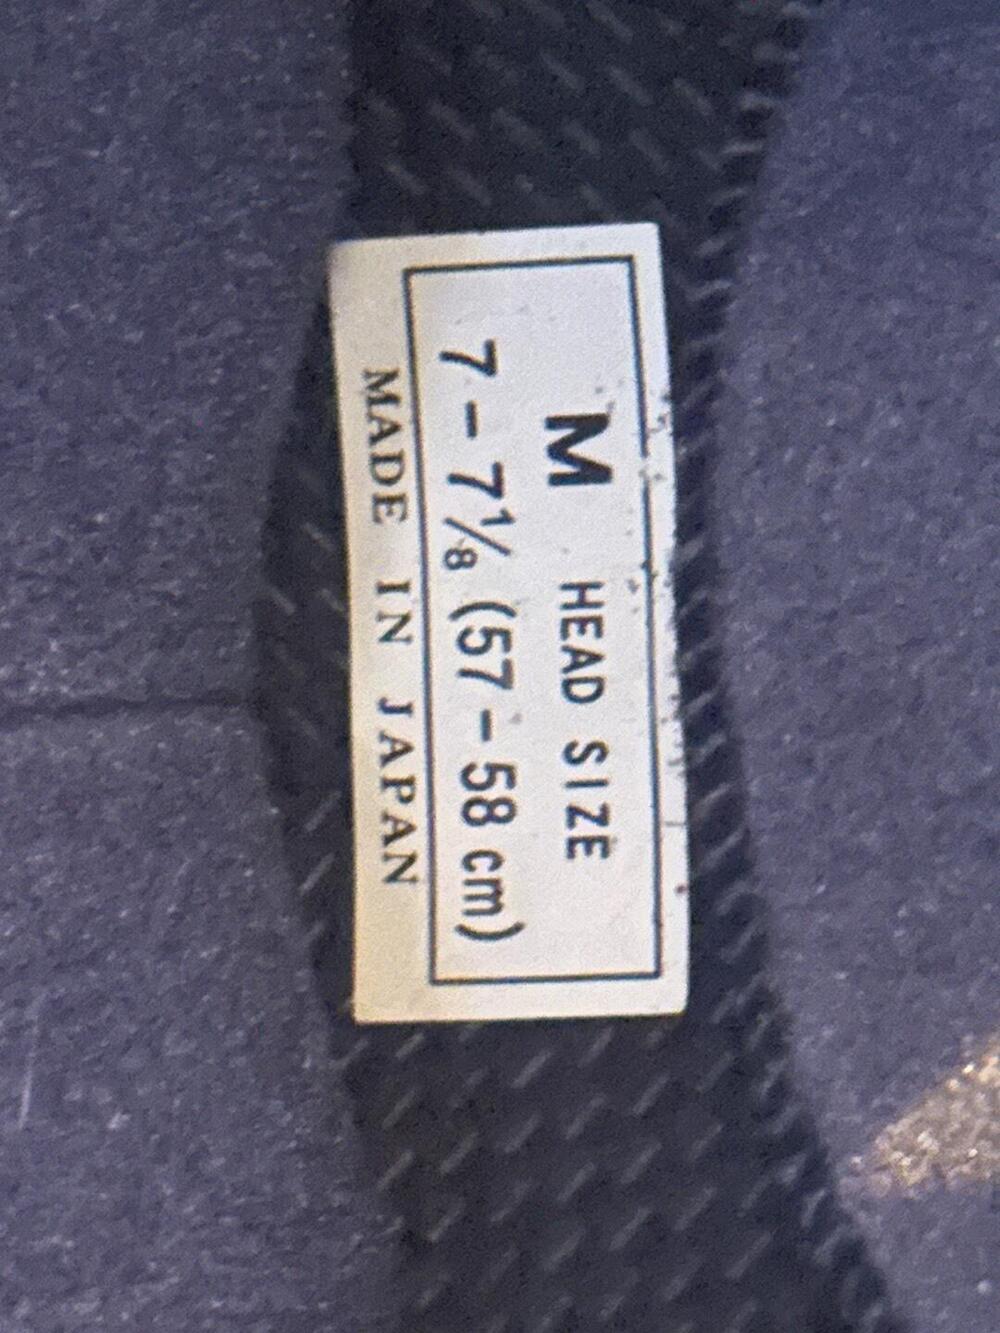 M HEAD SIZE
7 - 7⅛ (57 - 58 cm)
MADE IN JAPAN